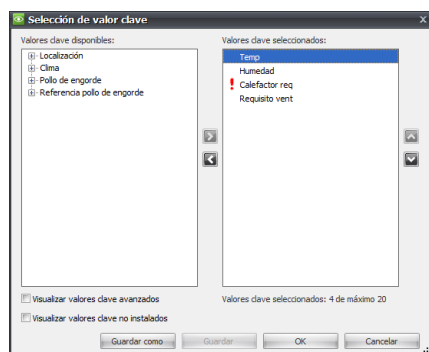 Selección de valor clave
Valores clave disponibles:
Localización
Clima
Pollo de engorde
Referencia pollo de engorde
Valores clave seleccionados:
Temp
Humedad
Calefactor req
Requisito vent
Visualizar valores clave avanzados
Valores clave seleccionados: 4 de máximo 20
Visualizar valores clave no instalados
Guardar como
Guardar
OK
Cancelar